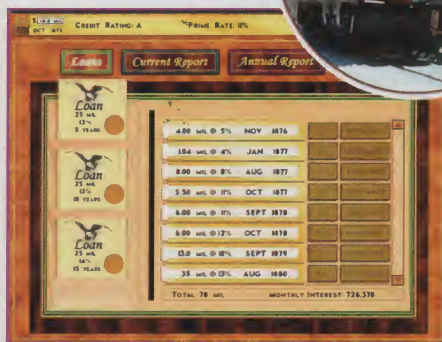 OCT 1875 CREDIT RATING: A PRIME RATE: 11%
Loans Current Report Annual Report
Loan
25 MIL
12%
5 YEARS
Loan
25 MIL
13%
10 YEARS
Loan
25 MIL
14%
15 YEARS
4.00 MIL @ 5% NOV 1876
1.04 MIL @ 4% JAN 1877
8.00 MIL @ 8% AUG 1877
5.50 MIL @ 11% OCT 1877
6.00 MIL @ 11% SEPT 1878
6.00 MIL @ 12% OCT 1878
13.0 MIL @ 10% SEPT 1879
35 MIL @ 13% AUG 1880
TOTAL 78 MIL MONTHLY INTEREST 726,378